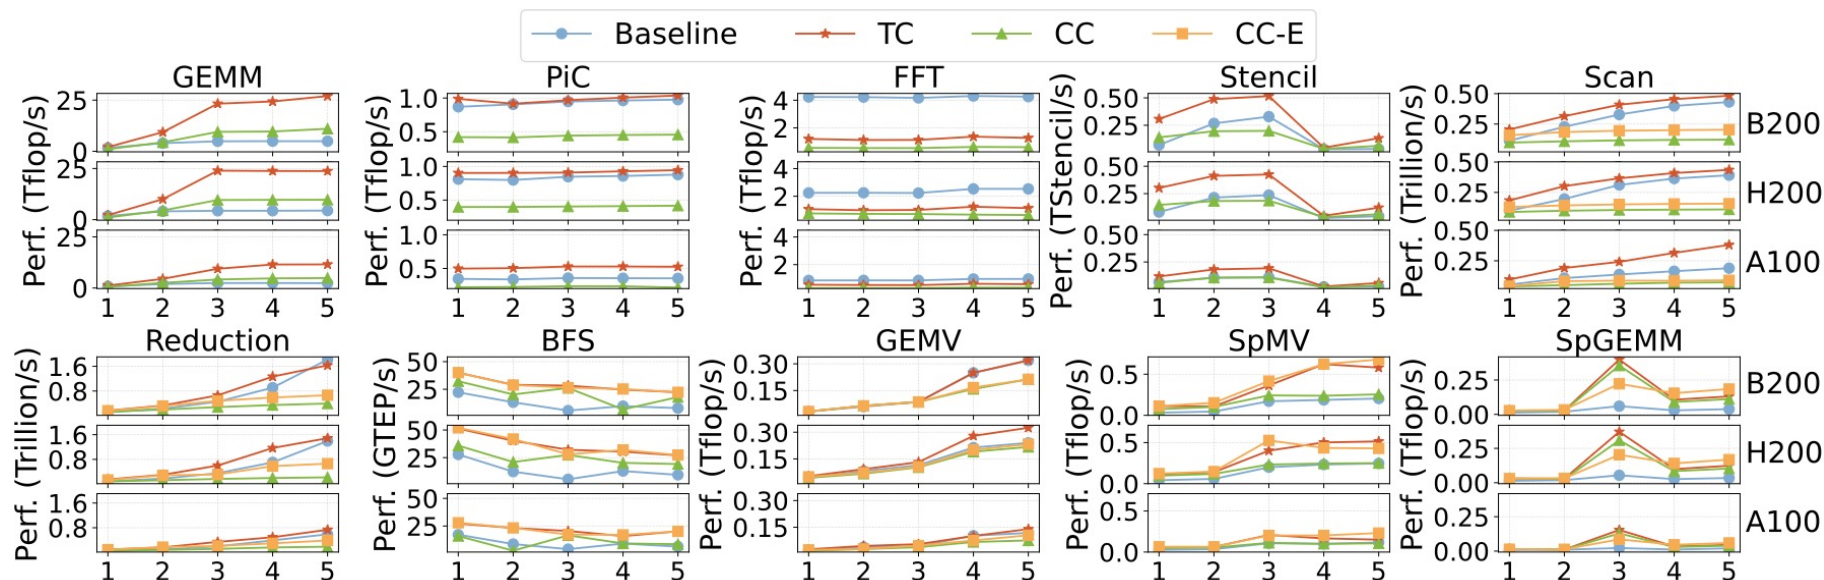 Baseline TC CC CC-E
GEMM PiC FFT Stencil Scan
Perf. (Tflop/s)
25
0
25
0
25
0
Perf. (Tflop/s)
1.0
0.5
1.0
0.5
1.0
0.5
Perf. (Tflop/s)
4
2
4
2
4
2
Perf. (TStencil/s)
0.50
0.25
0.50
0.25
0.50
0.25
Perf. (Trillion/s)
0.50
0.25
0.50
0.25
0.50
0.25
B200
H200
A100
1 2 3 4 5 1 2 3 4 5 1 2 3 4 5 1 2 3 4 5 1 2 3 4 5
Reduction BFS GEMV SpMV SpGEMM
Perf. (Trillion/s)
1.6
0.8
1.6
0.8
1.6
0.8
Perf. (GTEP/s)
50
25
50
25
50
25
Perf. (Tflop/s)
0.30
0.15
0.30
0.15
0.30
0.15
Perf. (Tflop/s)
0.5
0.0
0.5
0.0
0.5
0.0
Perf. (Tflop/s)
0.25
0.00
0.25
0.00
0.25
0.00
B200
H200
A100
1 2 3 4 5 1 2 3 4 5 1 2 3 4 5 1 2 3 4 5 1 2 3 4 5